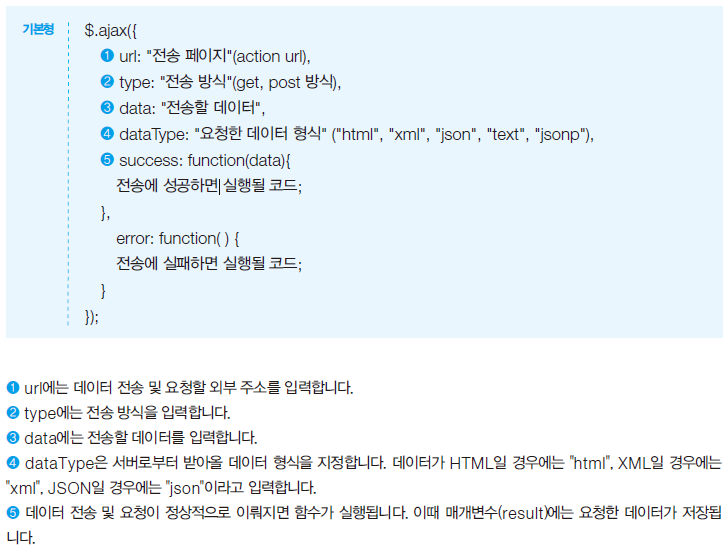 기본형
$.ajax({
❶ url: "전송 페이지"(action url),
❷ type: "전송 방식"(get, post 방식),
❸ data: "전송할 데이터",
❹ dataType: "요청한 데이터 형식" ("html", "xml", "json", "text", "jsonp"),
❺ success: function(data){
전송에 성공하면 실행될 코드;
},
error: function( ) {
전송에 실패하면 실행될 코드;
}
});
❶ url에는 데이터 전송 및 요청할 외부 주소를 입력합니다.
❷ type에는 전송 방식을 입력합니다.
❸ data에는 전송할 데이터를 입력합니다.
❹ dataType은 서버로부터 받아올 데이터 형식을 지정합니다. 데이터가 HTML일 경우에는 "html", XML일 경우에는
"xml", JSON일 경우에는 "json"이라고 입력합니다.
❺ 데이터 전송 및 요청이 정상적으로 이뤄지면 함수가 실행됩니다. 이때 매개변수(result)에는 요청한 데이터가 저장됩
니다.